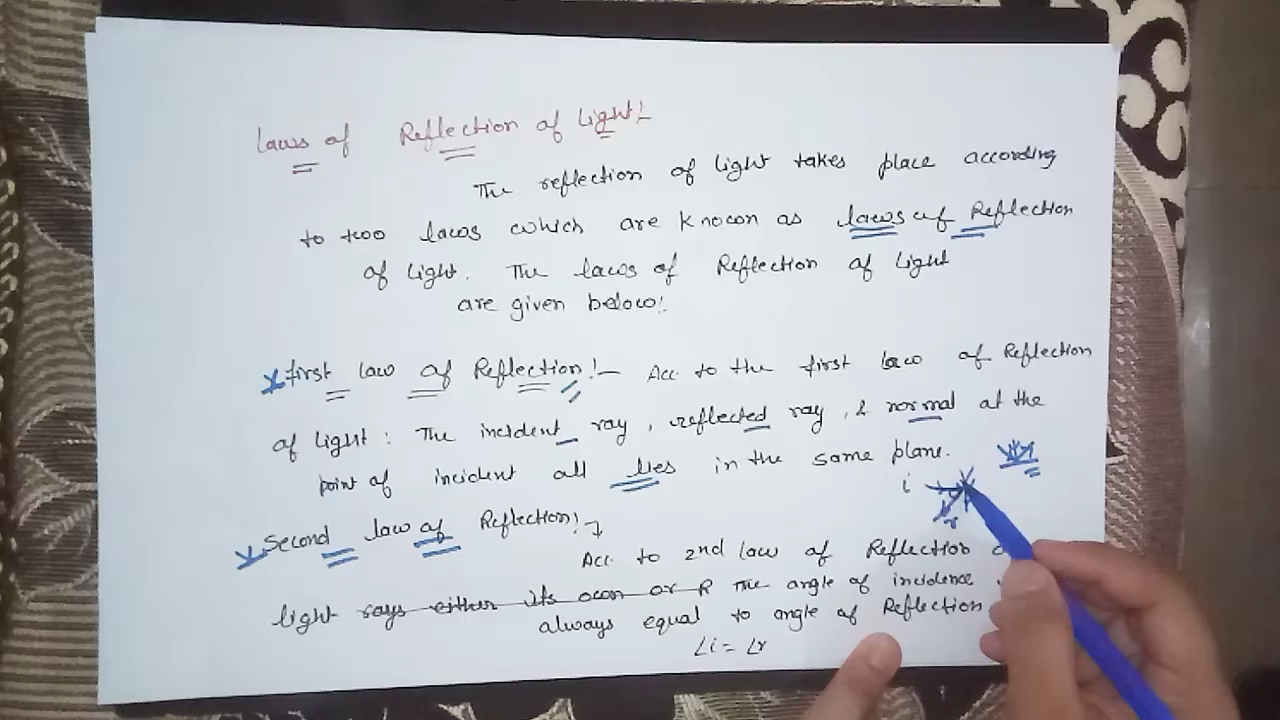 Laws of Reflection of Light!
The reflection of light takes place according
to two laws which are known as laws of Reflection
of Light. The laws of Reflection of Light
are given below!
first law of Reflection!- Acc. to the first law of Reflection
of Light: The incident ray, reflected ray, & normal at the
point of incident all lies in the same plane.
i
r
Second law of Reflection!
Acc. to 2nd law of Reflection
light rays either its own or R The angle of incidence
always equal to angle of Reflection
∠i = ∠r